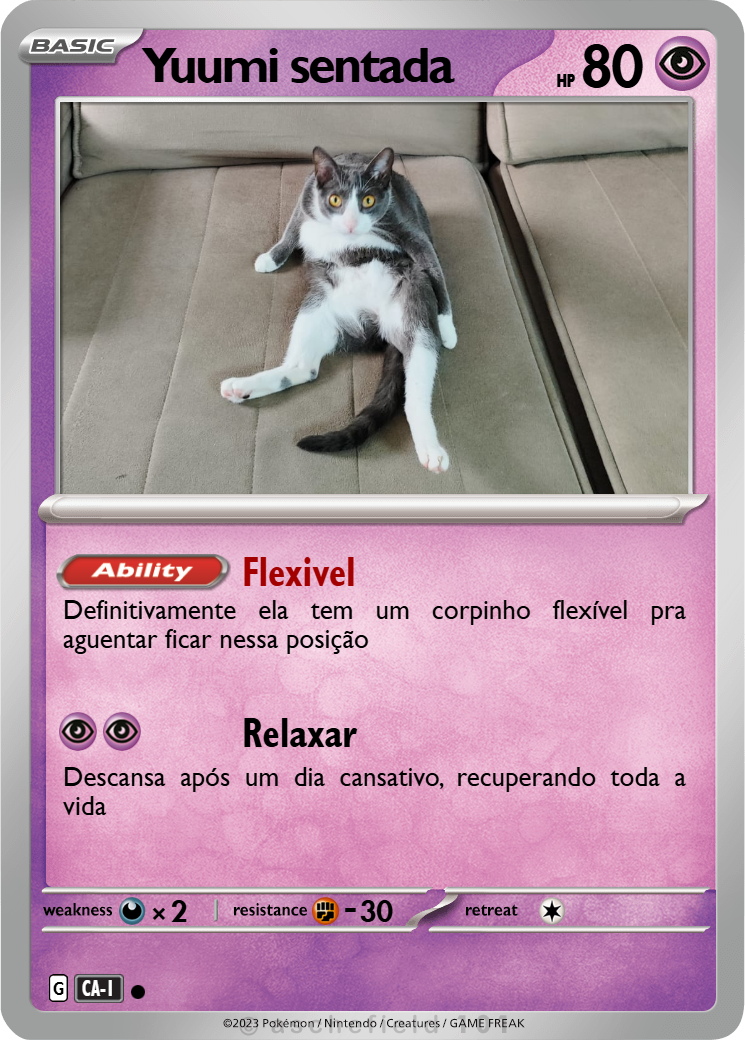 BASIC
Yuumi sentada
HP 80
Ability Flexivel
Definitivamente ela tem um corpinho flexível pra
aguentar ficar nessa posição
Relaxar
Descansa após um dia cansativo, recuperando toda a
vida
weakness × 2 resistance -30 retreat
G CA-I
©2023 Pokémon / Nintendo / Creatures / GAME FREAK